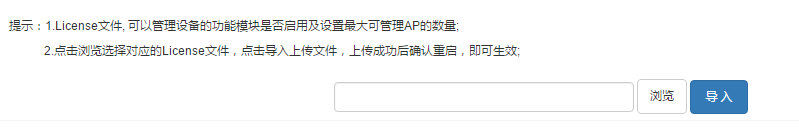 提示：1.License文件, 可以管理设备的功能模块是否启用及设置最大可管理AP的数量;
2.点击浏览选择对应的License文件，点击导入上传文件，上传成功后确认重启，即可生效;
浏览 导入